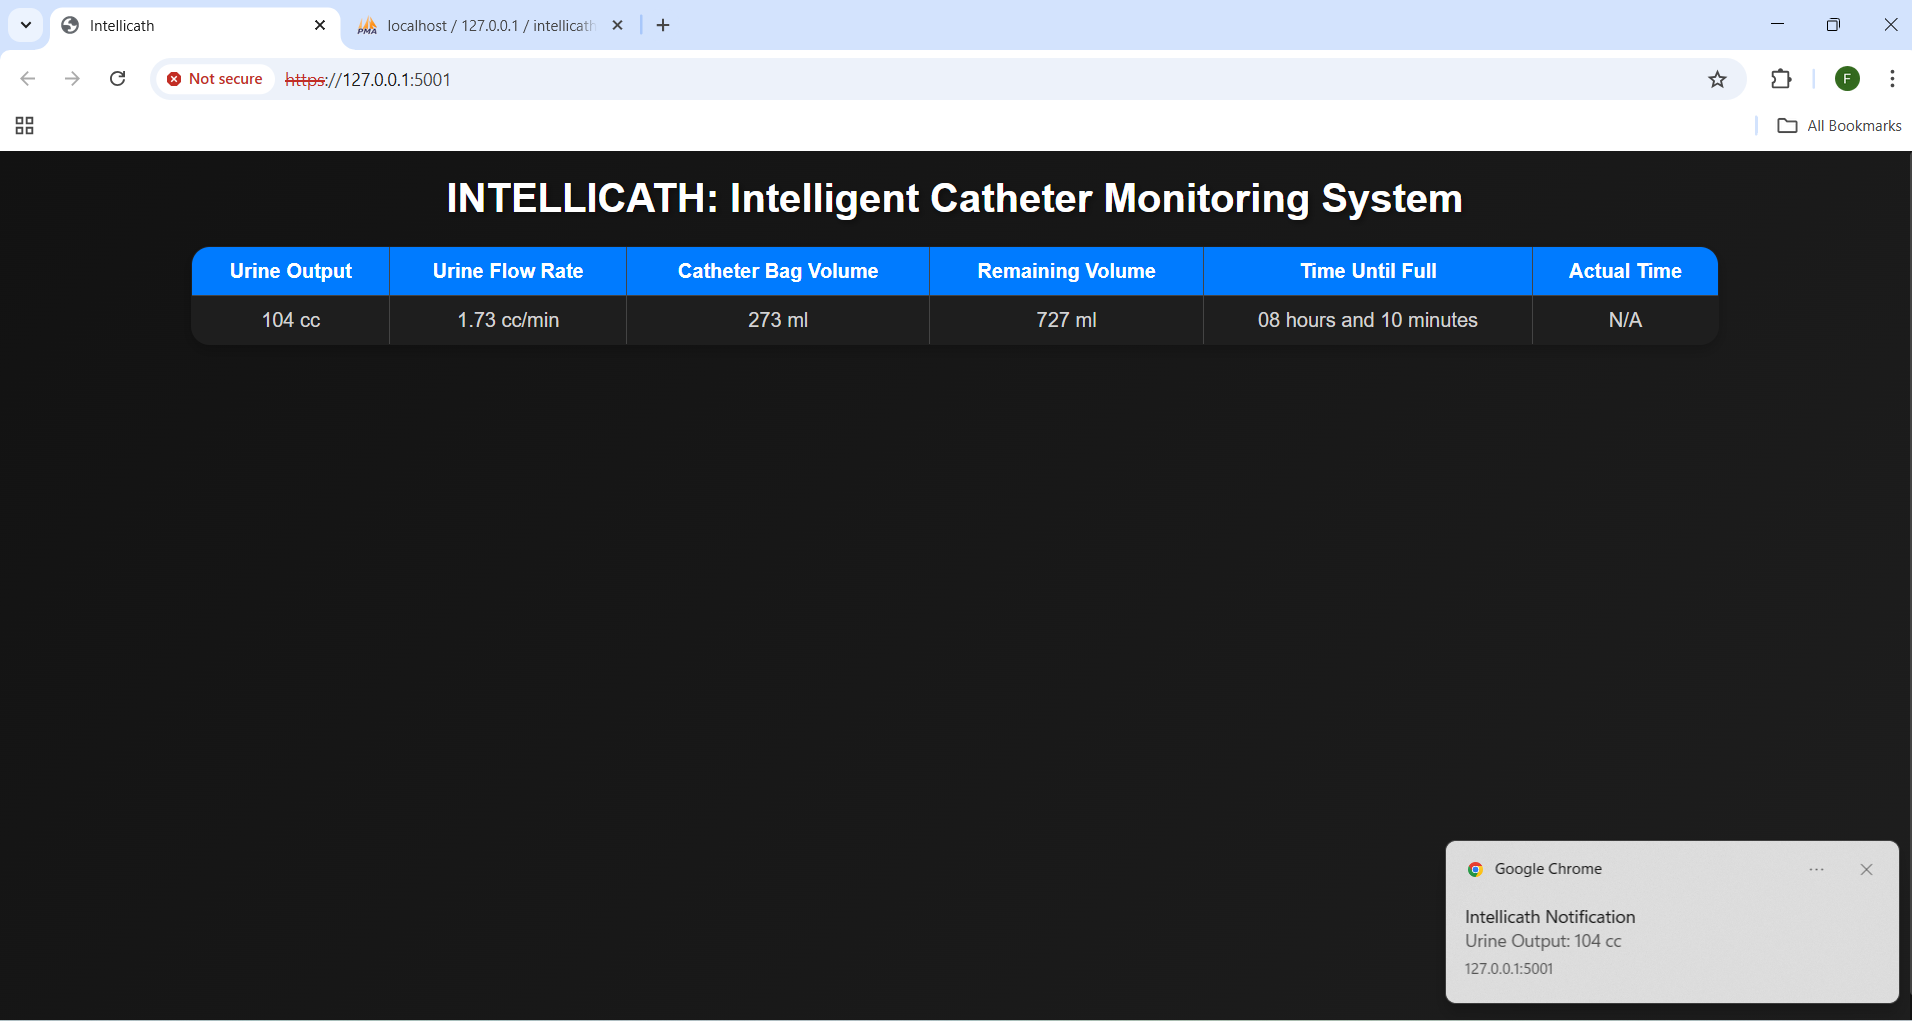 Intellicath
PMA localhost / 127.0.0.1 / intellicath
Not secure https://127.0.0.1:5001
F
All Bookmarks
INTELLICATH: Intelligent Catheter Monitoring System
Urine Output Urine Flow Rate Catheter Bag Volume Remaining Volume Time Until Full Actual Time
104 cc 1.73 cc/min 273 ml 727 ml 08 hours and 10 minutes N/A
Google Chrome
Intellicath Notification
Urine Output: 104 cc
127.0.0.1:5001